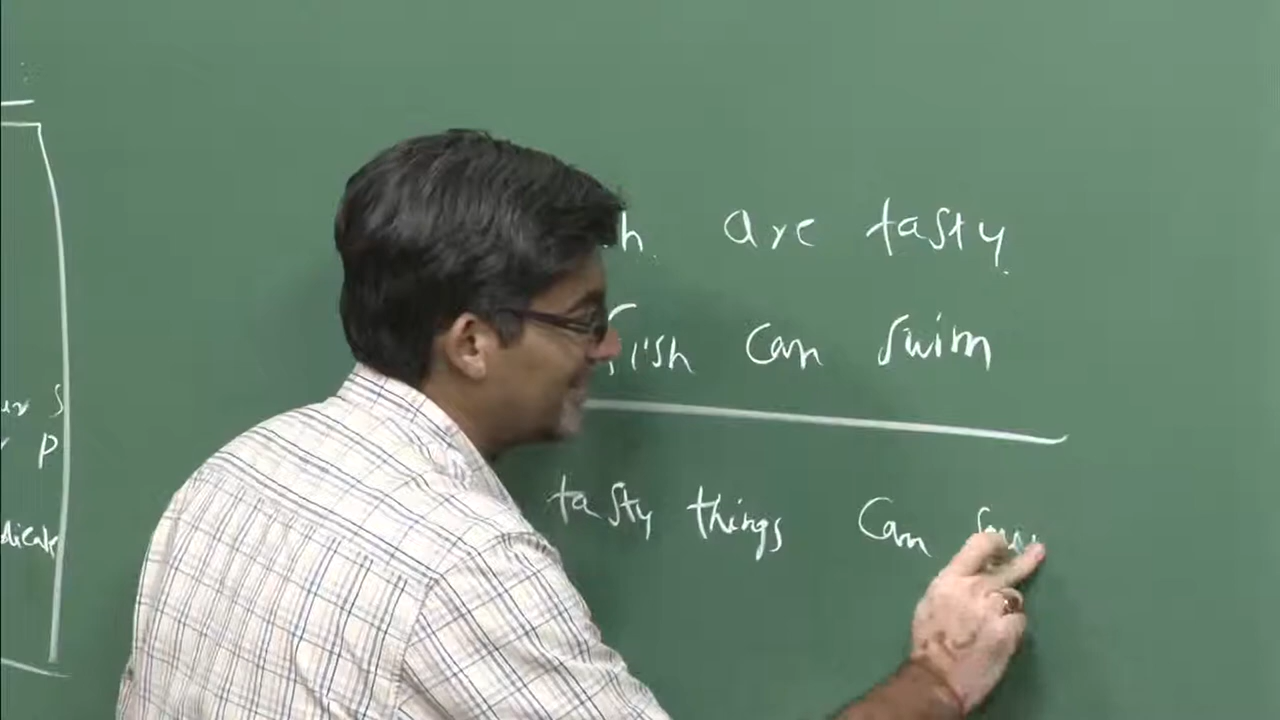 are tasty
fish can swim
tasty things can
s
p